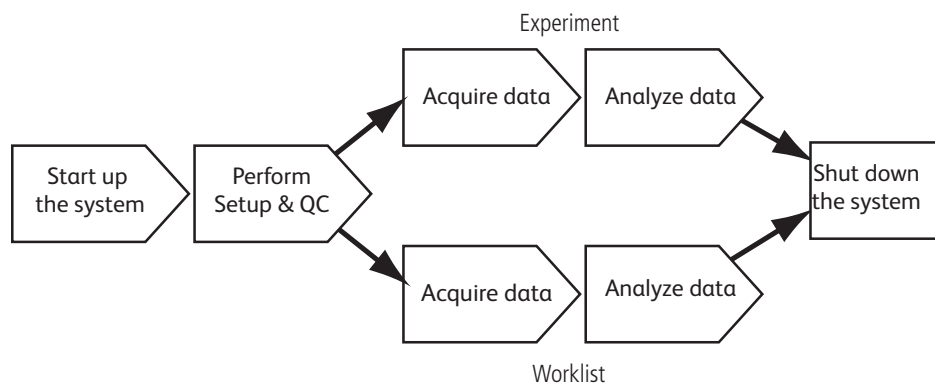 Experiment
Acquire data
Analyze data
Start up
the system
Perform
Setup & QC
Shut down
the system
Acquire data
Analyze data
Worklist